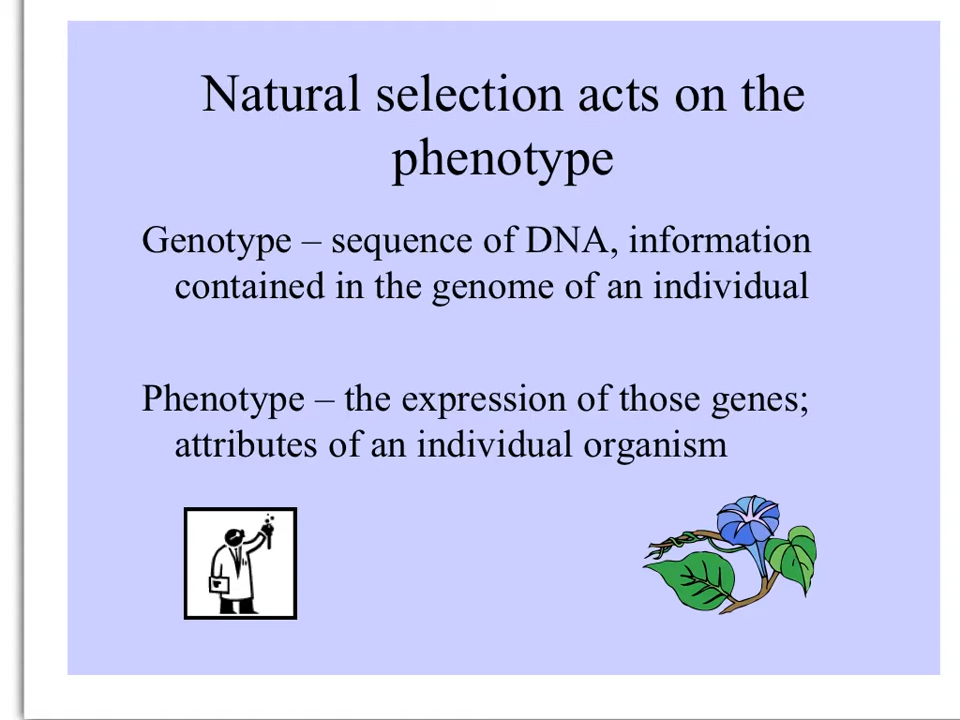 Natural selection acts on the
phenotype
Genotype – sequence of DNA, information
contained in the genome of an individual
Phenotype – the expression of those genes;
attributes of an individual organism